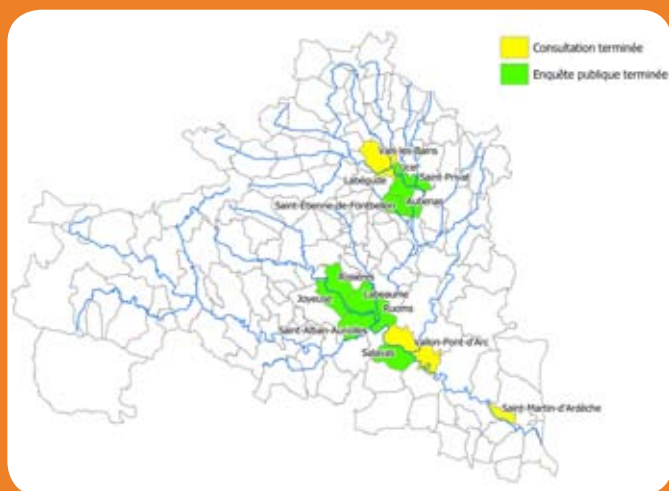 Consultation terminée
Enquête publique terminée
Vals-les-Bains
Ucel
Saint-Privat
Labégude
Aubenas
Saint-Étienne-de-Fontbellon
Rosières
Joyeuse
Labeaume
Ruoms
Saint-Alban-Auriolles
Vallon-Pont-d'Arc
Salavas
Saint-Martin-d'Ardèche